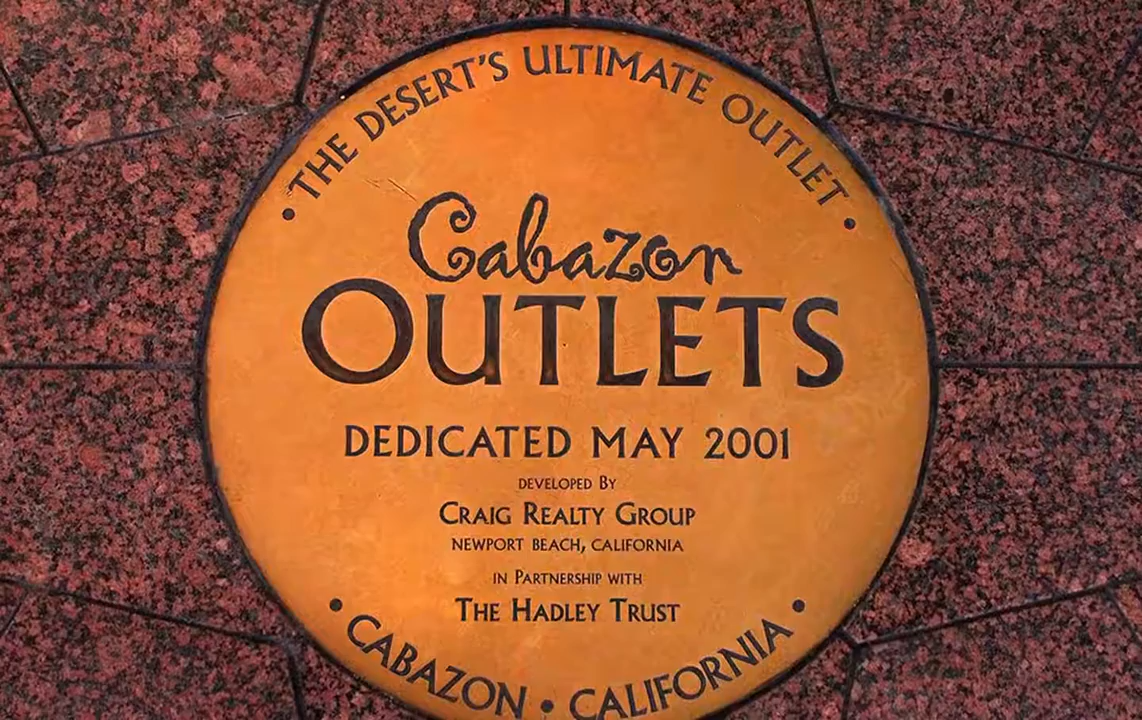 • THE DESERT'S ULTIMATE OUTLET •
Cabazon
OUTLETS
DEDICATED MAY 2001
DEVELOPED BY
CRAIG REALTY GROUP
NEWPORT BEACH, CALIFORNIA
IN PARTNERSHIP WITH
THE HADLEY TRUST
• CABAZON • CALIFORNIA •